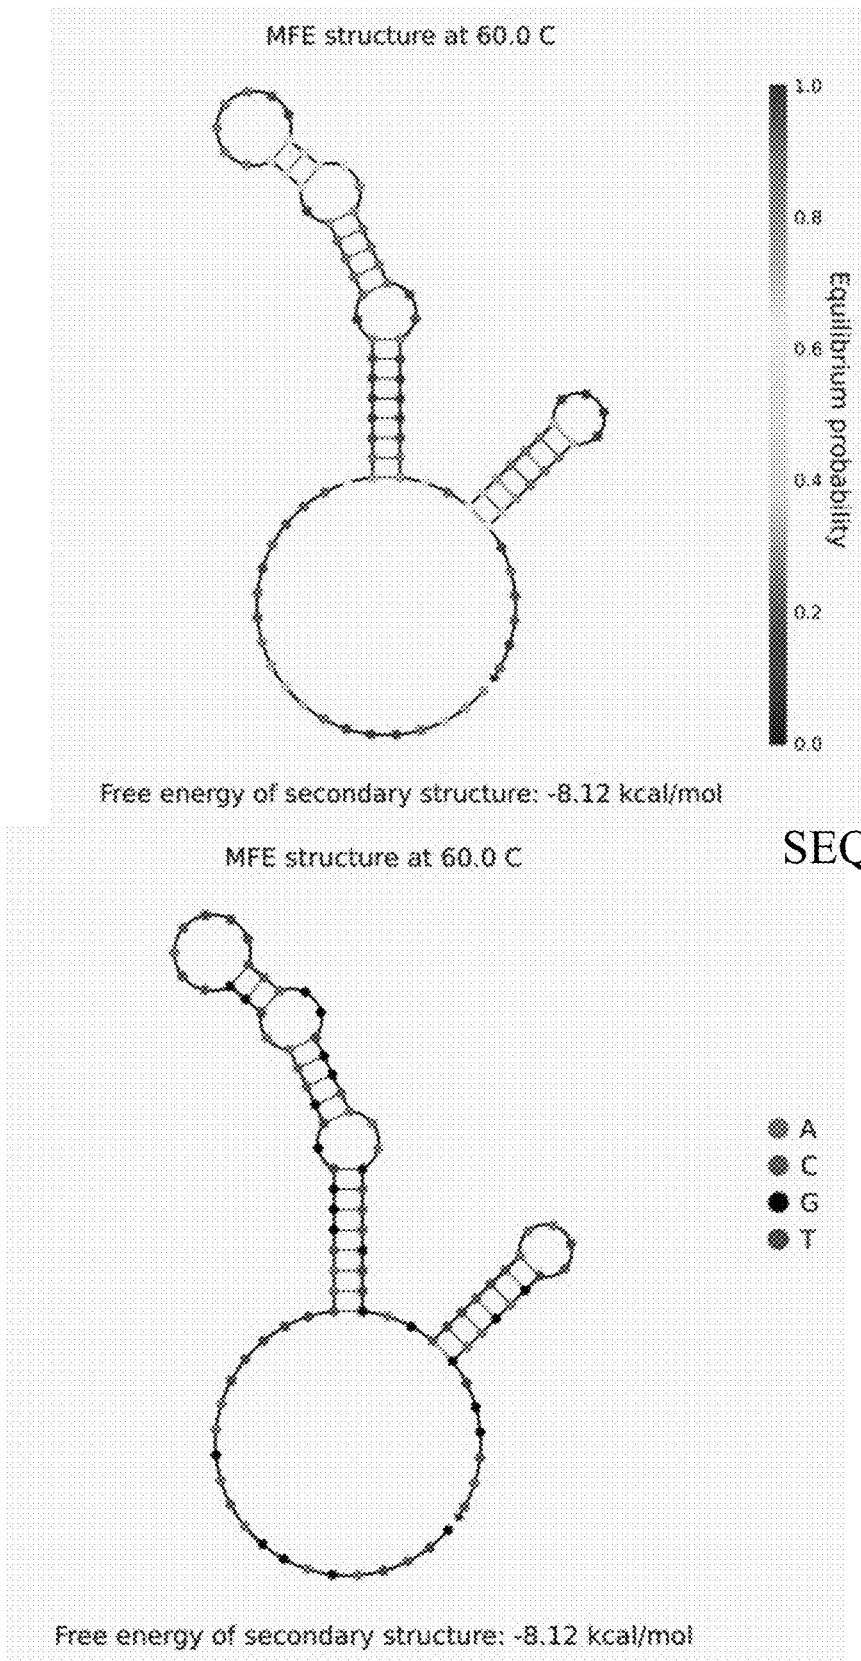 MFE structure at 60.0 C
1.0
0.8
0.6
0.4
0.2
0.0
Equilibrium probability
Free energy of secondary structure: -8.12 kcal/mol
SEQ
MFE structure at 60.0 C
A
C
G
T
Free energy of secondary structure: -8.12 kcal/mol